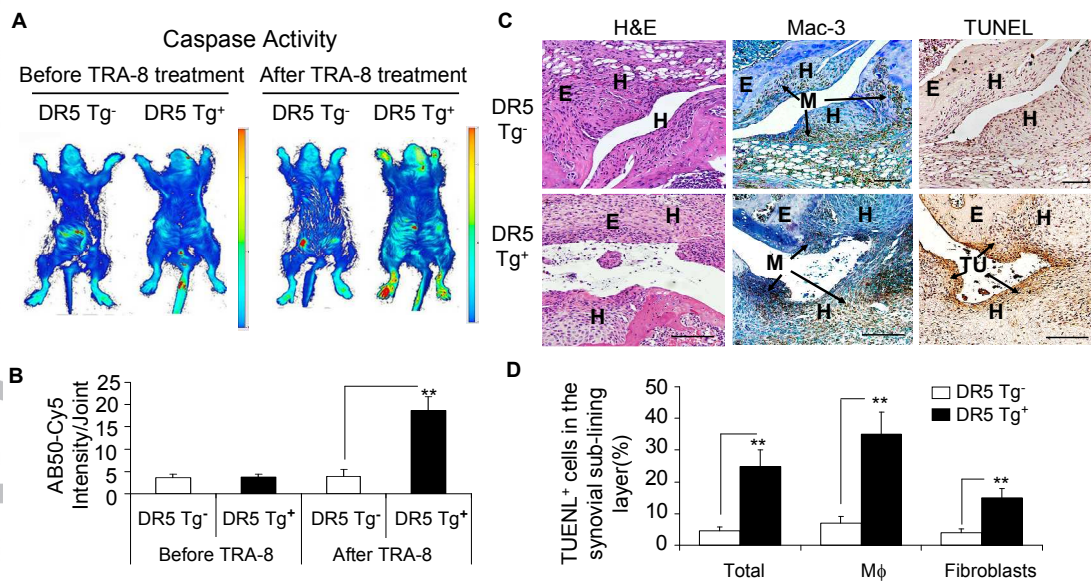 A
Caspase Activity
Before TRA-8 treatment After TRA-8 treatment
DR5 Tg⁻ DR5 Tg⁺ DR5 Tg⁻ DR5 Tg⁺
B
AB50-Cy5
Intensity/Joint
25
20
15
10
5
0
**
DR5 Tg⁻ DR5 Tg⁺ DR5 Tg⁻ DR5 Tg⁺
Before TRA-8 After TRA-8
C
H&E Mac-3 TUNEL
DR5
Tg⁻
E H H
E H M H
E H H
DR5
Tg⁺
E H H
E H M H
E H TU H
D
TUENL⁺ cells in the
synovial sub-lining
layer(%)
50
40
30
20
10
0
** ** **
DR5 Tg⁻
DR5 Tg⁺
Total Mϕ Fibroblasts